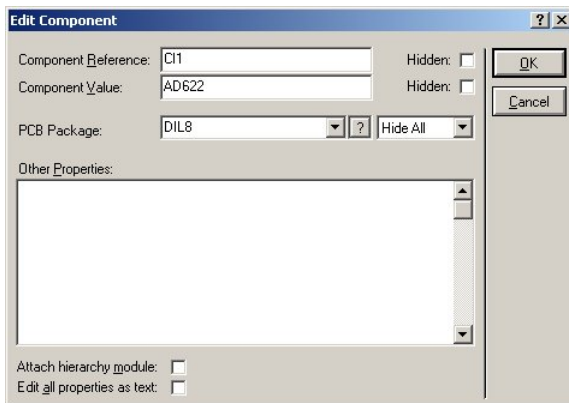 Edit Component
Component Reference: CI1 Hidden: OK
Component Value: AD622 Hidden:
Cancel
PCB Package: DIL8 ? Hide All
Other Properties:
Attach hierarchy module:
Edit all properties as text: